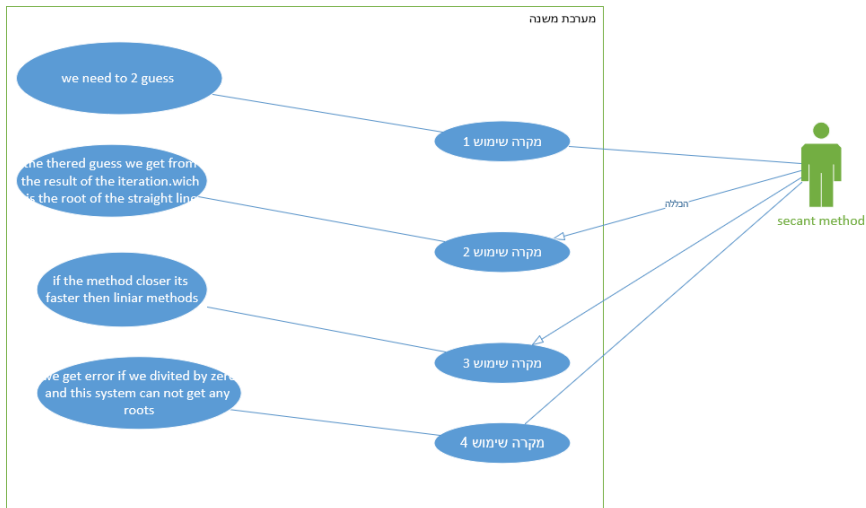 מערכת משנה
we need to 2 guess
מקרה שימוש 1
the thered guess we get from
the result of the iteration.wich
is the root of the straight line
הכללה
secant method
מקרה שימוש 2
if the method closer its
faster then liniar methods
מקרה שימוש 3
we get error if we divited by zero
and this system can not get any
roots
מקרה שימוש 4